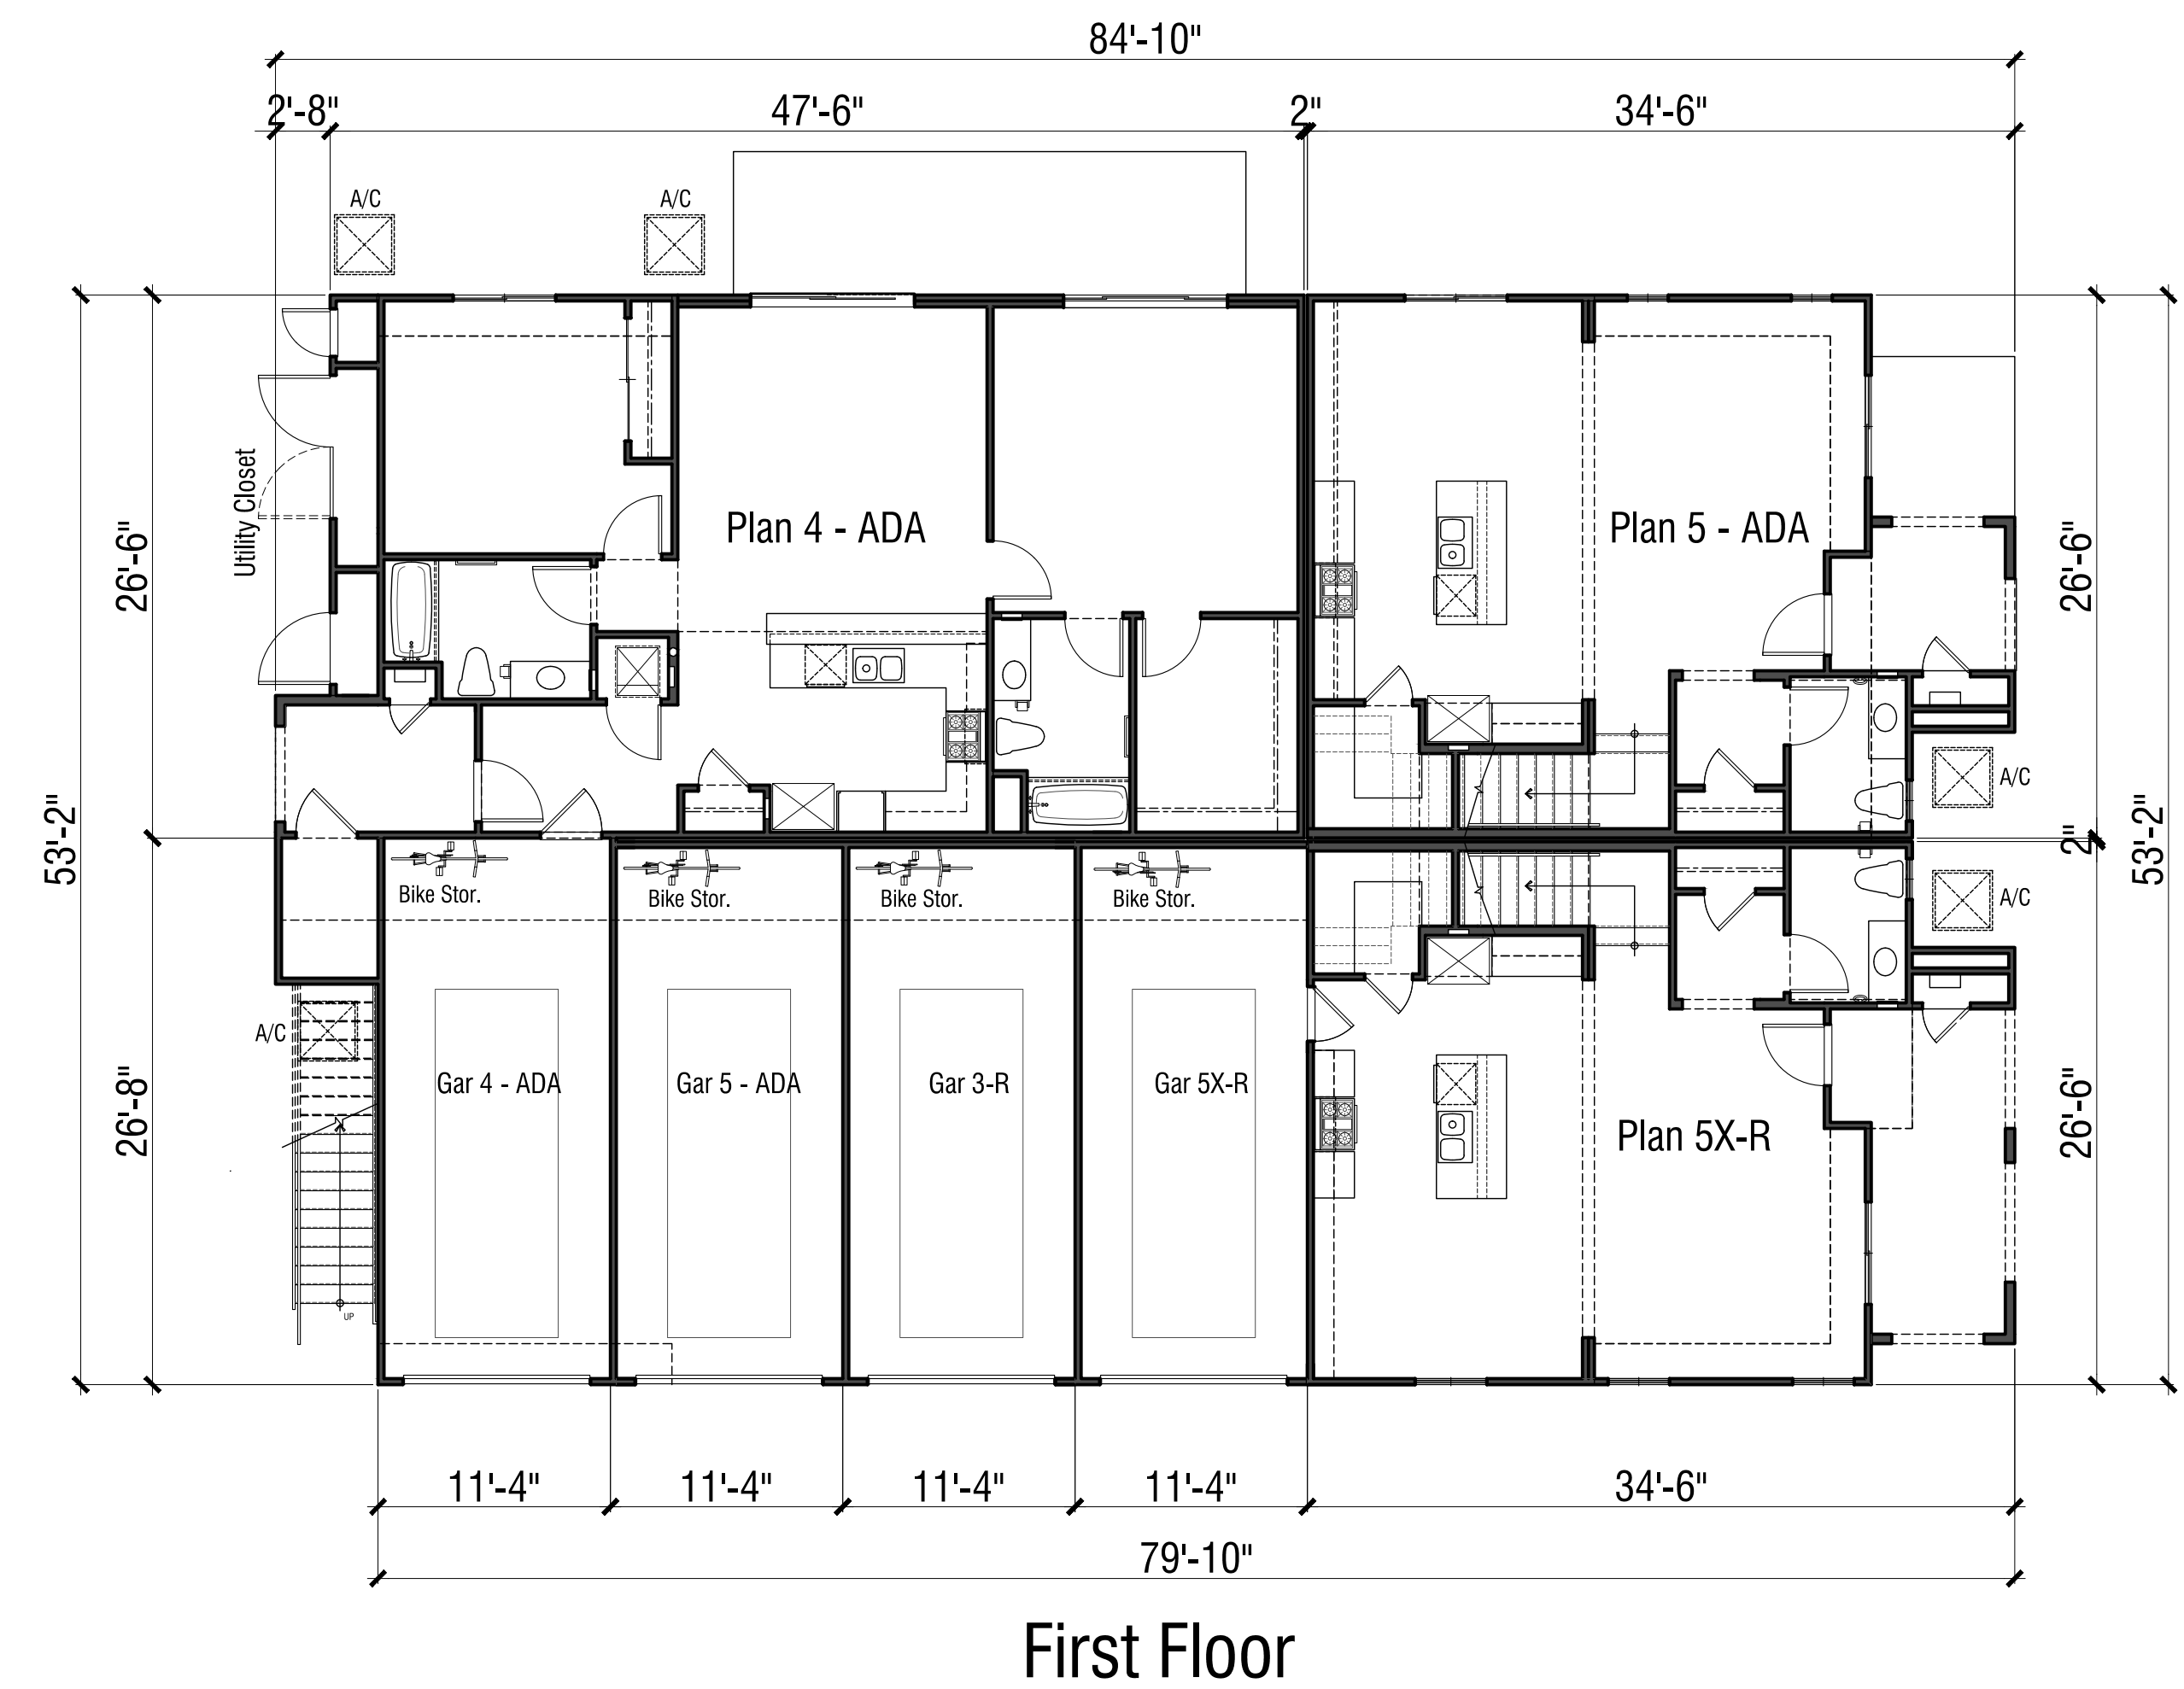 84'-10"
2'-8"
47'-6"
2"
34'-6"
A/C
A/C
Utility Closet
26'-6"
53'-2"
26'-8"
Plan 4 - ADA
Plan 5 - ADA
26'-6"
2"
53'-2"
26'-6"
A/C
A/C
Bike Stor.
Bike Stor.
Bike Stor.
Bike Stor.
A/C
Gar 4 - ADA
Gar 5 - ADA
Gar 3-R
Gar 5X-R
Plan 5X-R
UP
11'-4"
11'-4"
11'-4"
11'-4"
34'-6"
79'-10"
First Floor